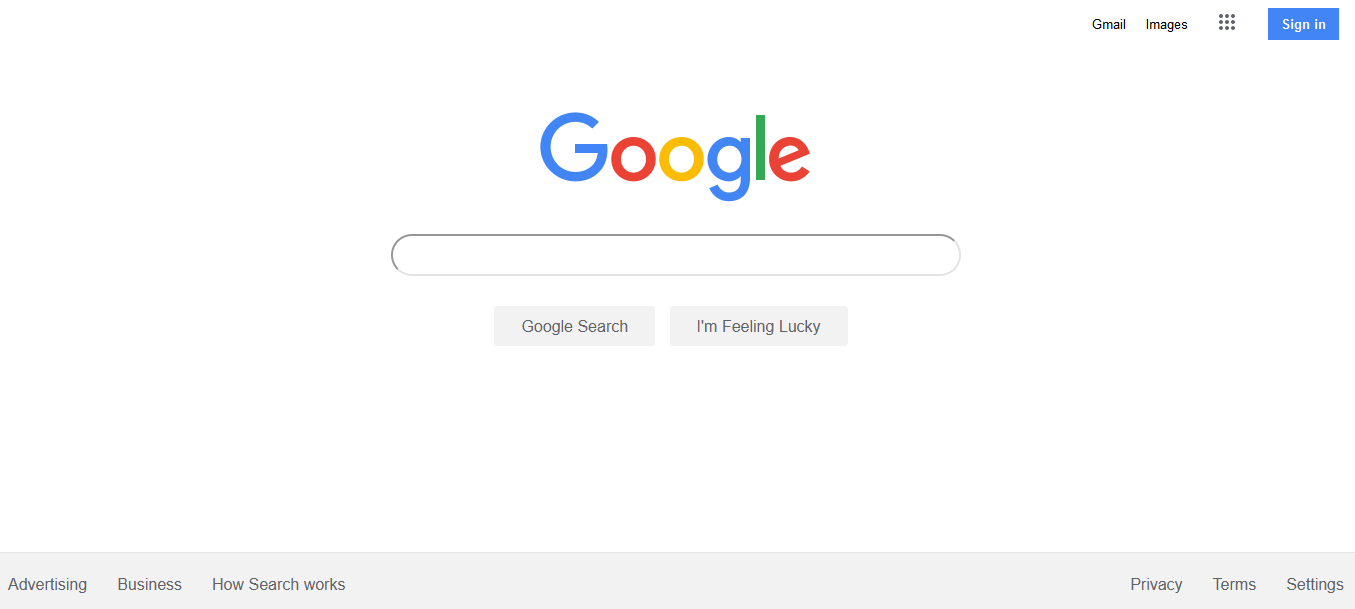 Gmail Images Sign in
Google
Google Search I'm Feeling Lucky
Advertising Business How Search works Privacy Terms Settings